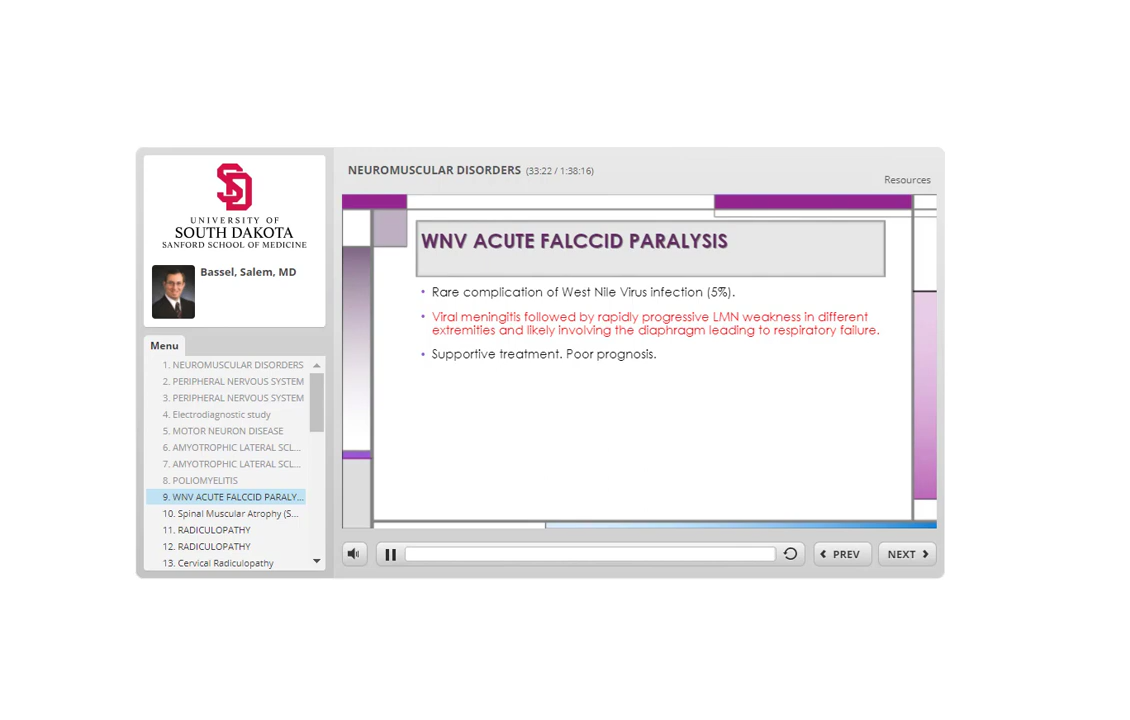 UNIVERSITY OF
SOUTH DAKOTA
SANFORD SCHOOL OF MEDICINE
Bassel, Salem, MD
Menu
1. NEUROMUSCULAR DISORDERS
2. PERIPHERAL NERVOUS SYSTEM
3. PERIPHERAL NERVOUS SYSTEM
4. Electrodiagnostic study
5. MOTOR NEURON DISEASE
6. AMYOTROPHIC LATERAL SCL...
7. AMYOTROPHIC LATERAL SCL...
8. POLIOMYELITIS
9. WNV ACUTE FALCCID PARALY...
10. Spinal Muscular Atrophy (S...
11. RADICULOPATHY
12. RADICULOPATHY
13. Cervical Radiculopathy
NEUROMUSCULAR DISORDERS (33:22 / 1:38:16)
Resources
WNV ACUTE FALCCID PARALYSIS
• Rare complication of West Nile Virus infection (5%).
• Viral meningitis followed by rapidly progressive LMN weakness in different
extremities and likely involving the diaphragm leading to respiratory failure.
• Supportive treatment. Poor prognosis.
PREV
NEXT